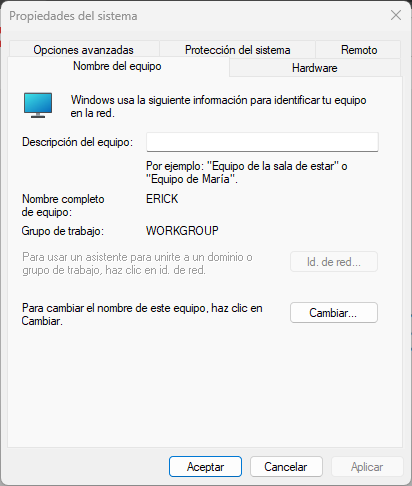 Propiedades del sistema
Opciones avanzadas
Protección del sistema
Remoto
Nombre del equipo
Hardware
Windows usa la siguiente información para identificar tu equipo
en la red.
Descripción del equipo:
Por ejemplo: "Equipo de la sala de estar" o
"Equipo de María".
Nombre completo
de equipo:
ERICK
Grupo de trabajo:
WORKGROUP
Para usar un asistente para unirte a un dominio o
grupo de trabajo, haz clic en id. de red.
Id. de red...
Para cambiar el nombre de este equipo, haz clic en
Cambiar.
Cambiar...
Aceptar
Cancelar
Aplicar